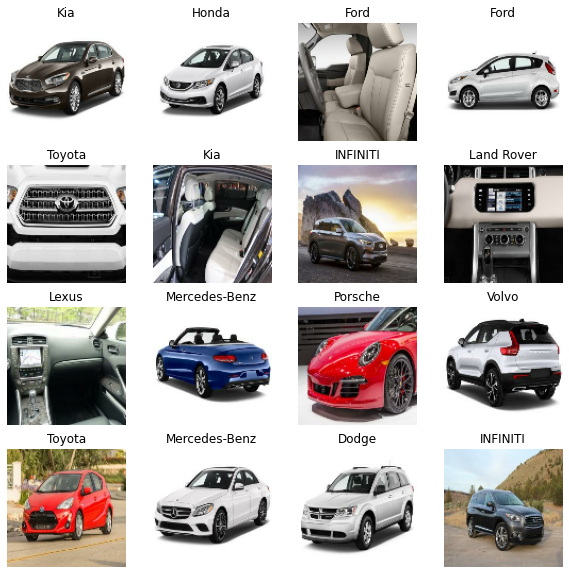 Kia
Honda
Ford
Ford
Toyota
Kia
INFINITI
Land Rover
Lexus
Mercedes-Benz
Porsche
Volvo
Toyota
Mercedes-Benz
Dodge
INFINITI